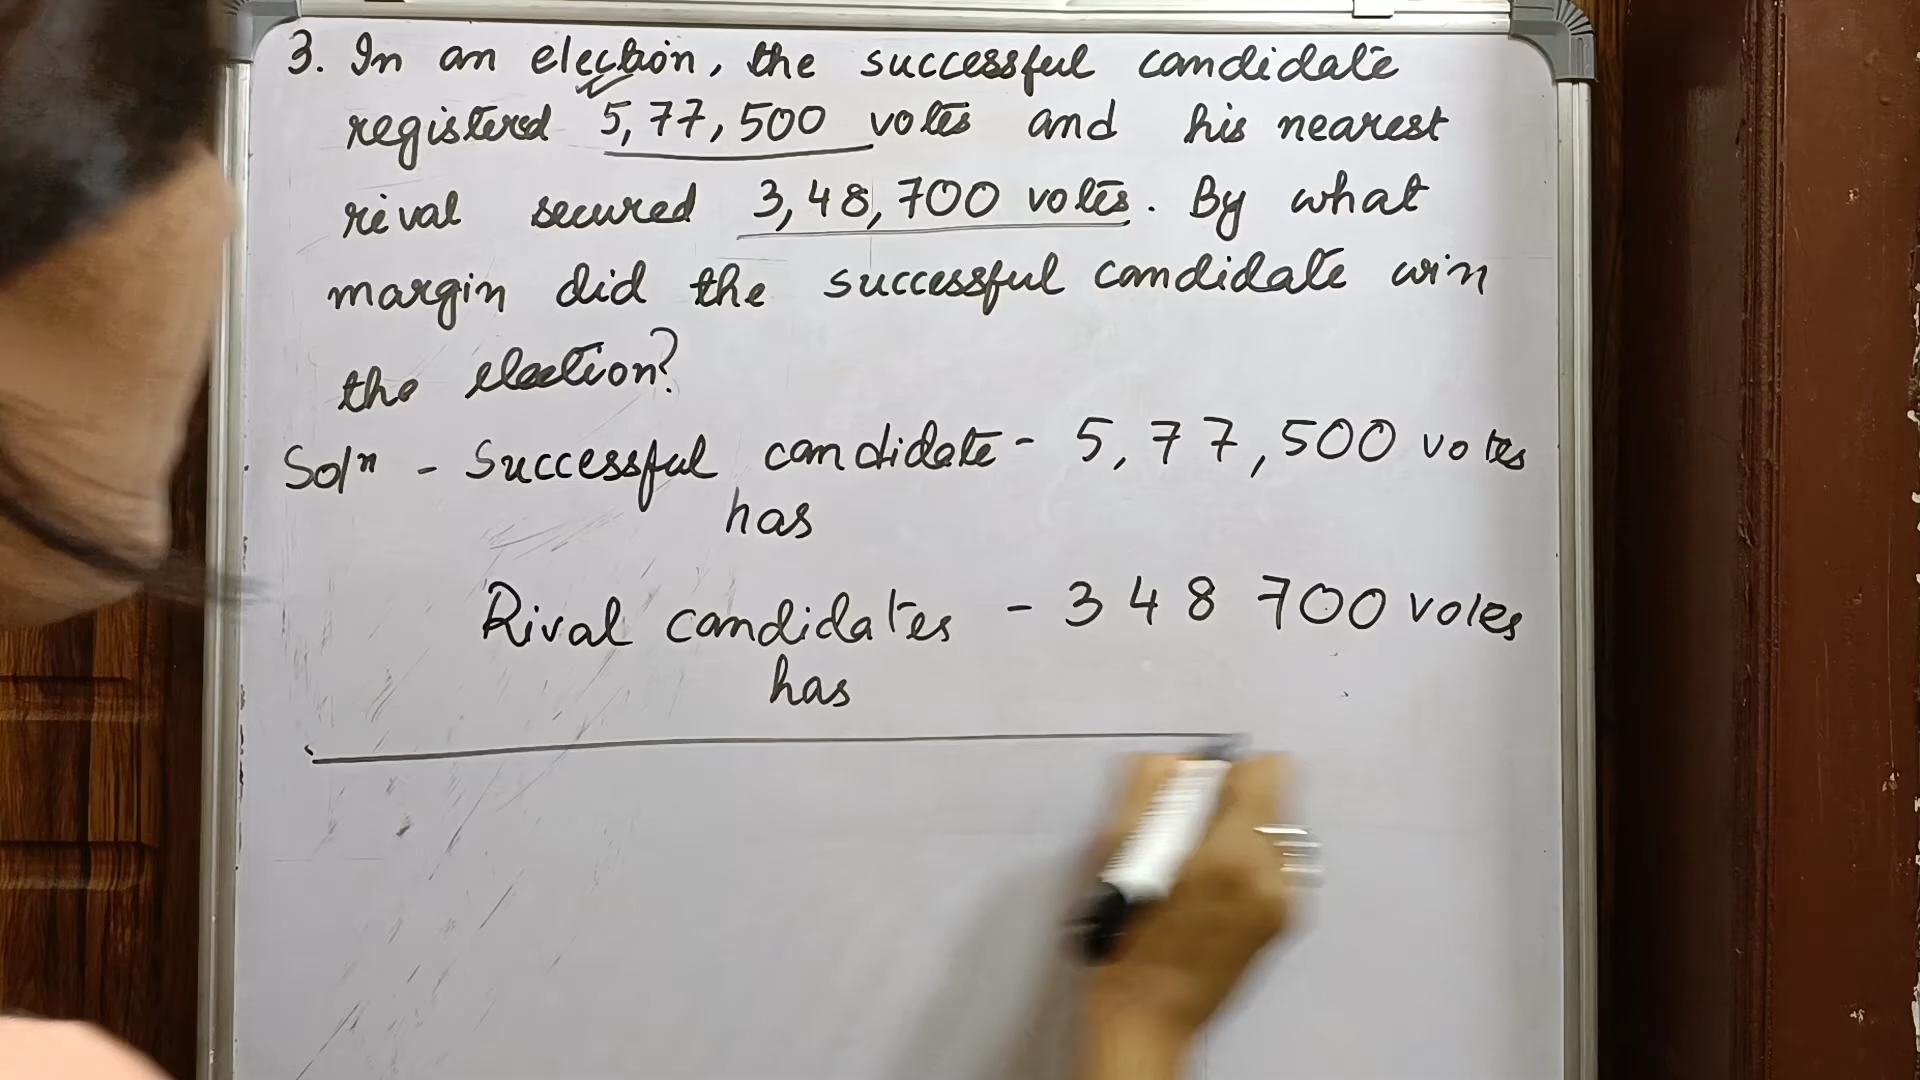 3. In an election, the successful candidate
registered 5,77,500 votes and his nearest
rival secured 3,48,700 votes. By what
margin did the successful candidate win
the election?
Solⁿ - Successful candidate - 5,77,500 votes
has
Rival candidates - 348 700 votes
has